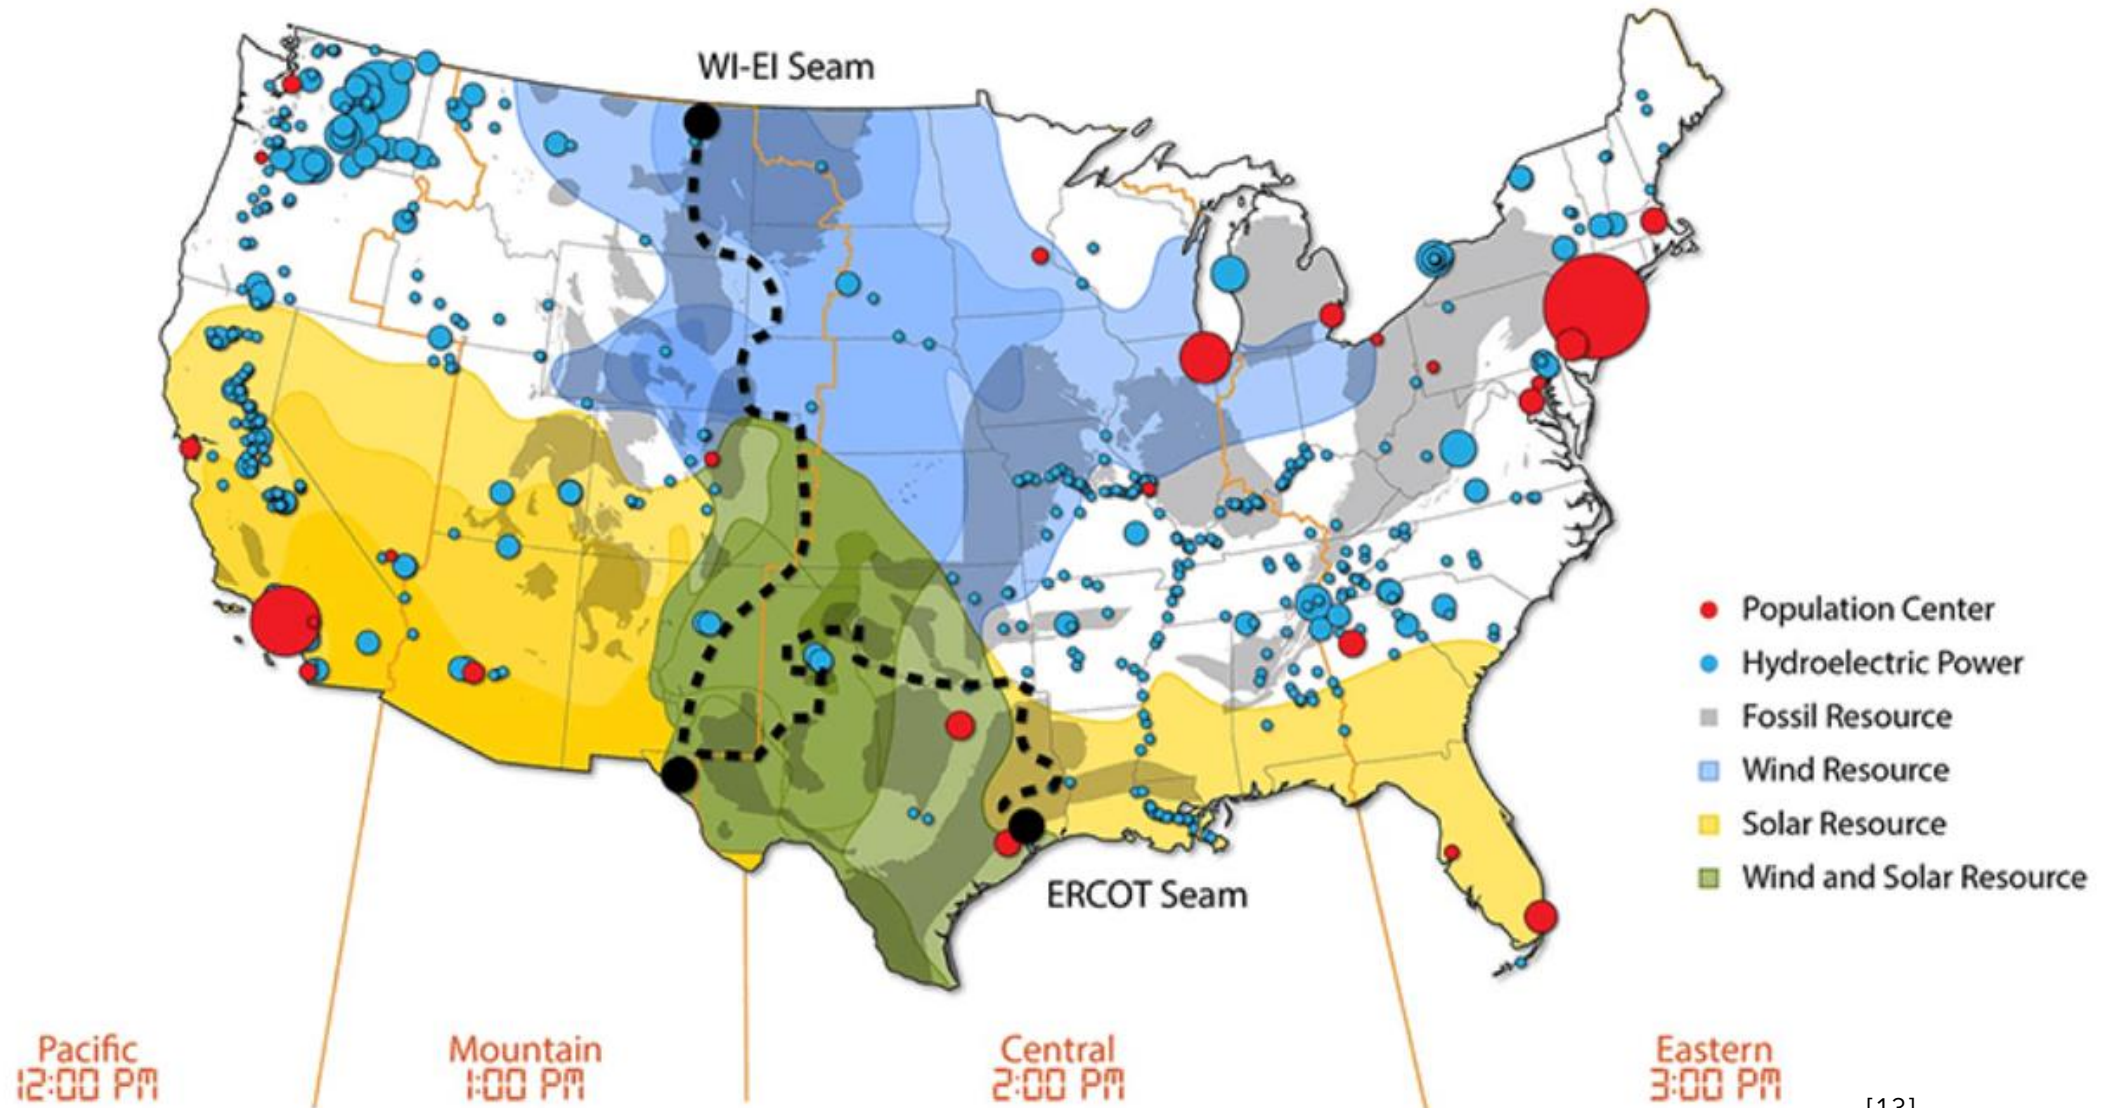 WI-EI Seam
Population Center
Hydroelectric Power
Fossil Resource
Wind Resource
Solar Resource
Wind and Solar Resource
ERCOT Seam
Pacific
12:00 PM
Mountain
1:00 PM
Central
2:00 PM
Eastern
3:00 PM
[13]